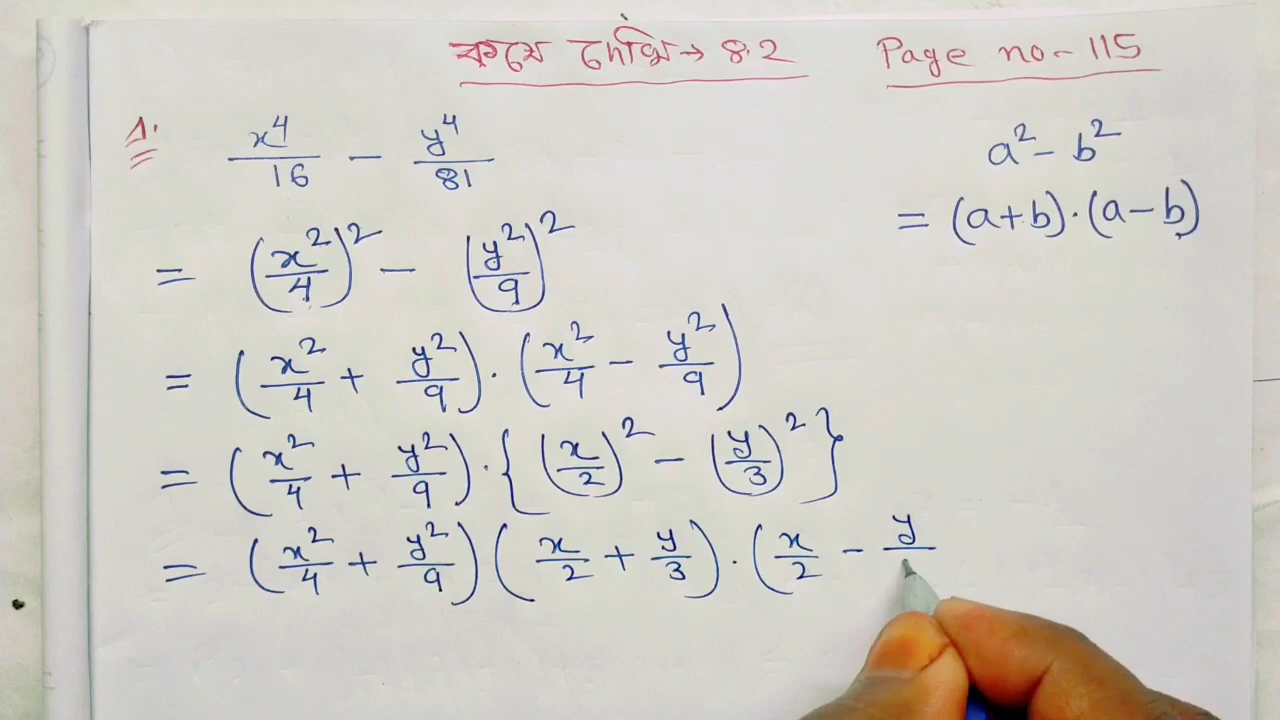 কষে দেখি→ ৪.2 Page no - 115
১. x⁴/16 - y⁴/81
a² - b²
= (a+b)·(a-b)
= (x²/4)² - (y²/9)²
= (x²/4 + y²/9)·(x²/4 - y²/9)
= (x²/4 + y²/9)·{(x/2)² - (y/3)²}
= (x²/4 + y²/9)(x/2 + y/3)·(x/2 - y/